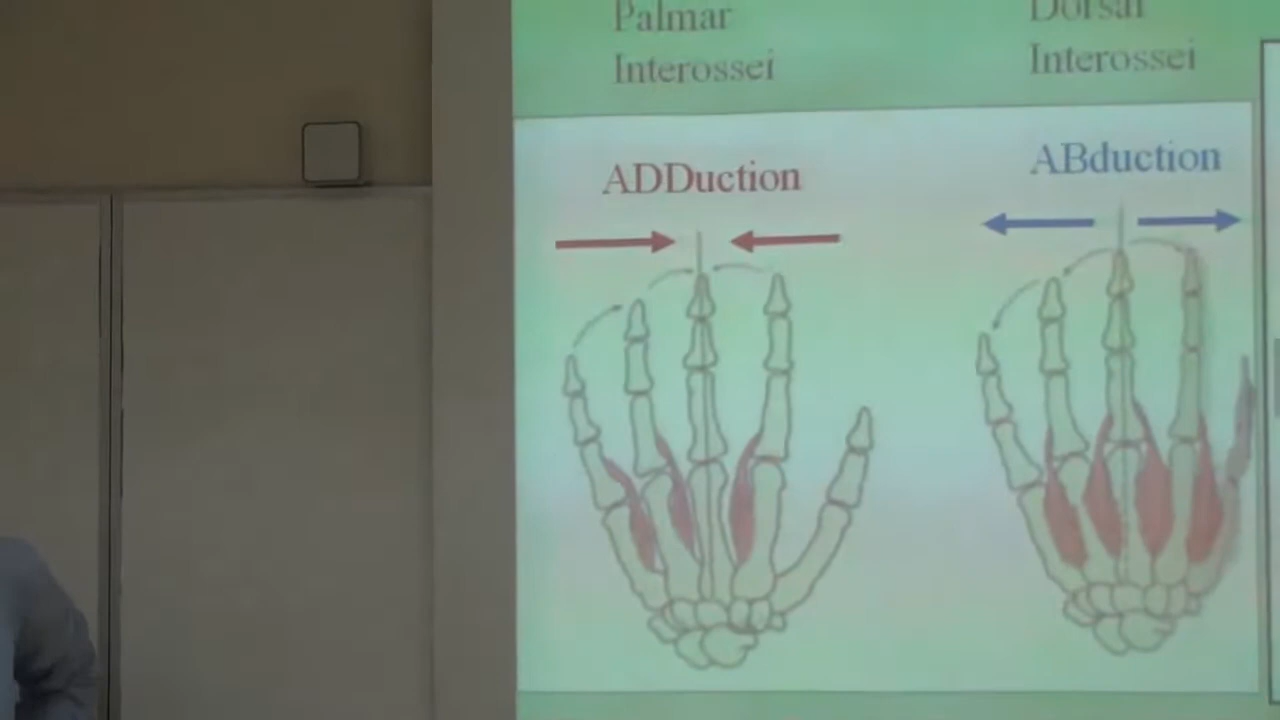 Palmar
Interossei
Dorsal
Interossei
ADDuction
ABduction